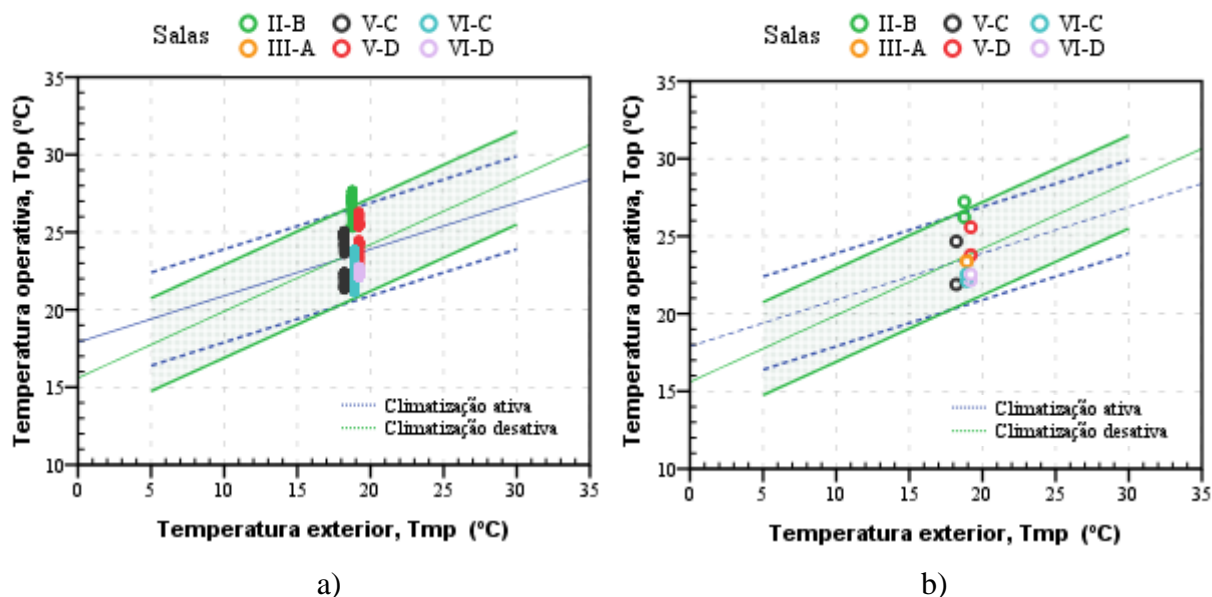 Salas
II-B V-C VI-C
III-A V-D VI-D
Temperatura operativa, Top (ºC)
35
30
25
20
15
10
0 5 10 15 20 25 30 35
Climatização ativa
Climatização desativa
Temperatura exterior, Tmp (ºC)
a)
Salas
II-B V-C VI-C
III-A V-D VI-D
Temperatura operativa, Top (ºC)
35
30
25
20
15
10
0 5 10 15 20 25 30 35
Climatização ativa
Climatização desativa
Temperatura exterior, Tmp (ºC)
b)